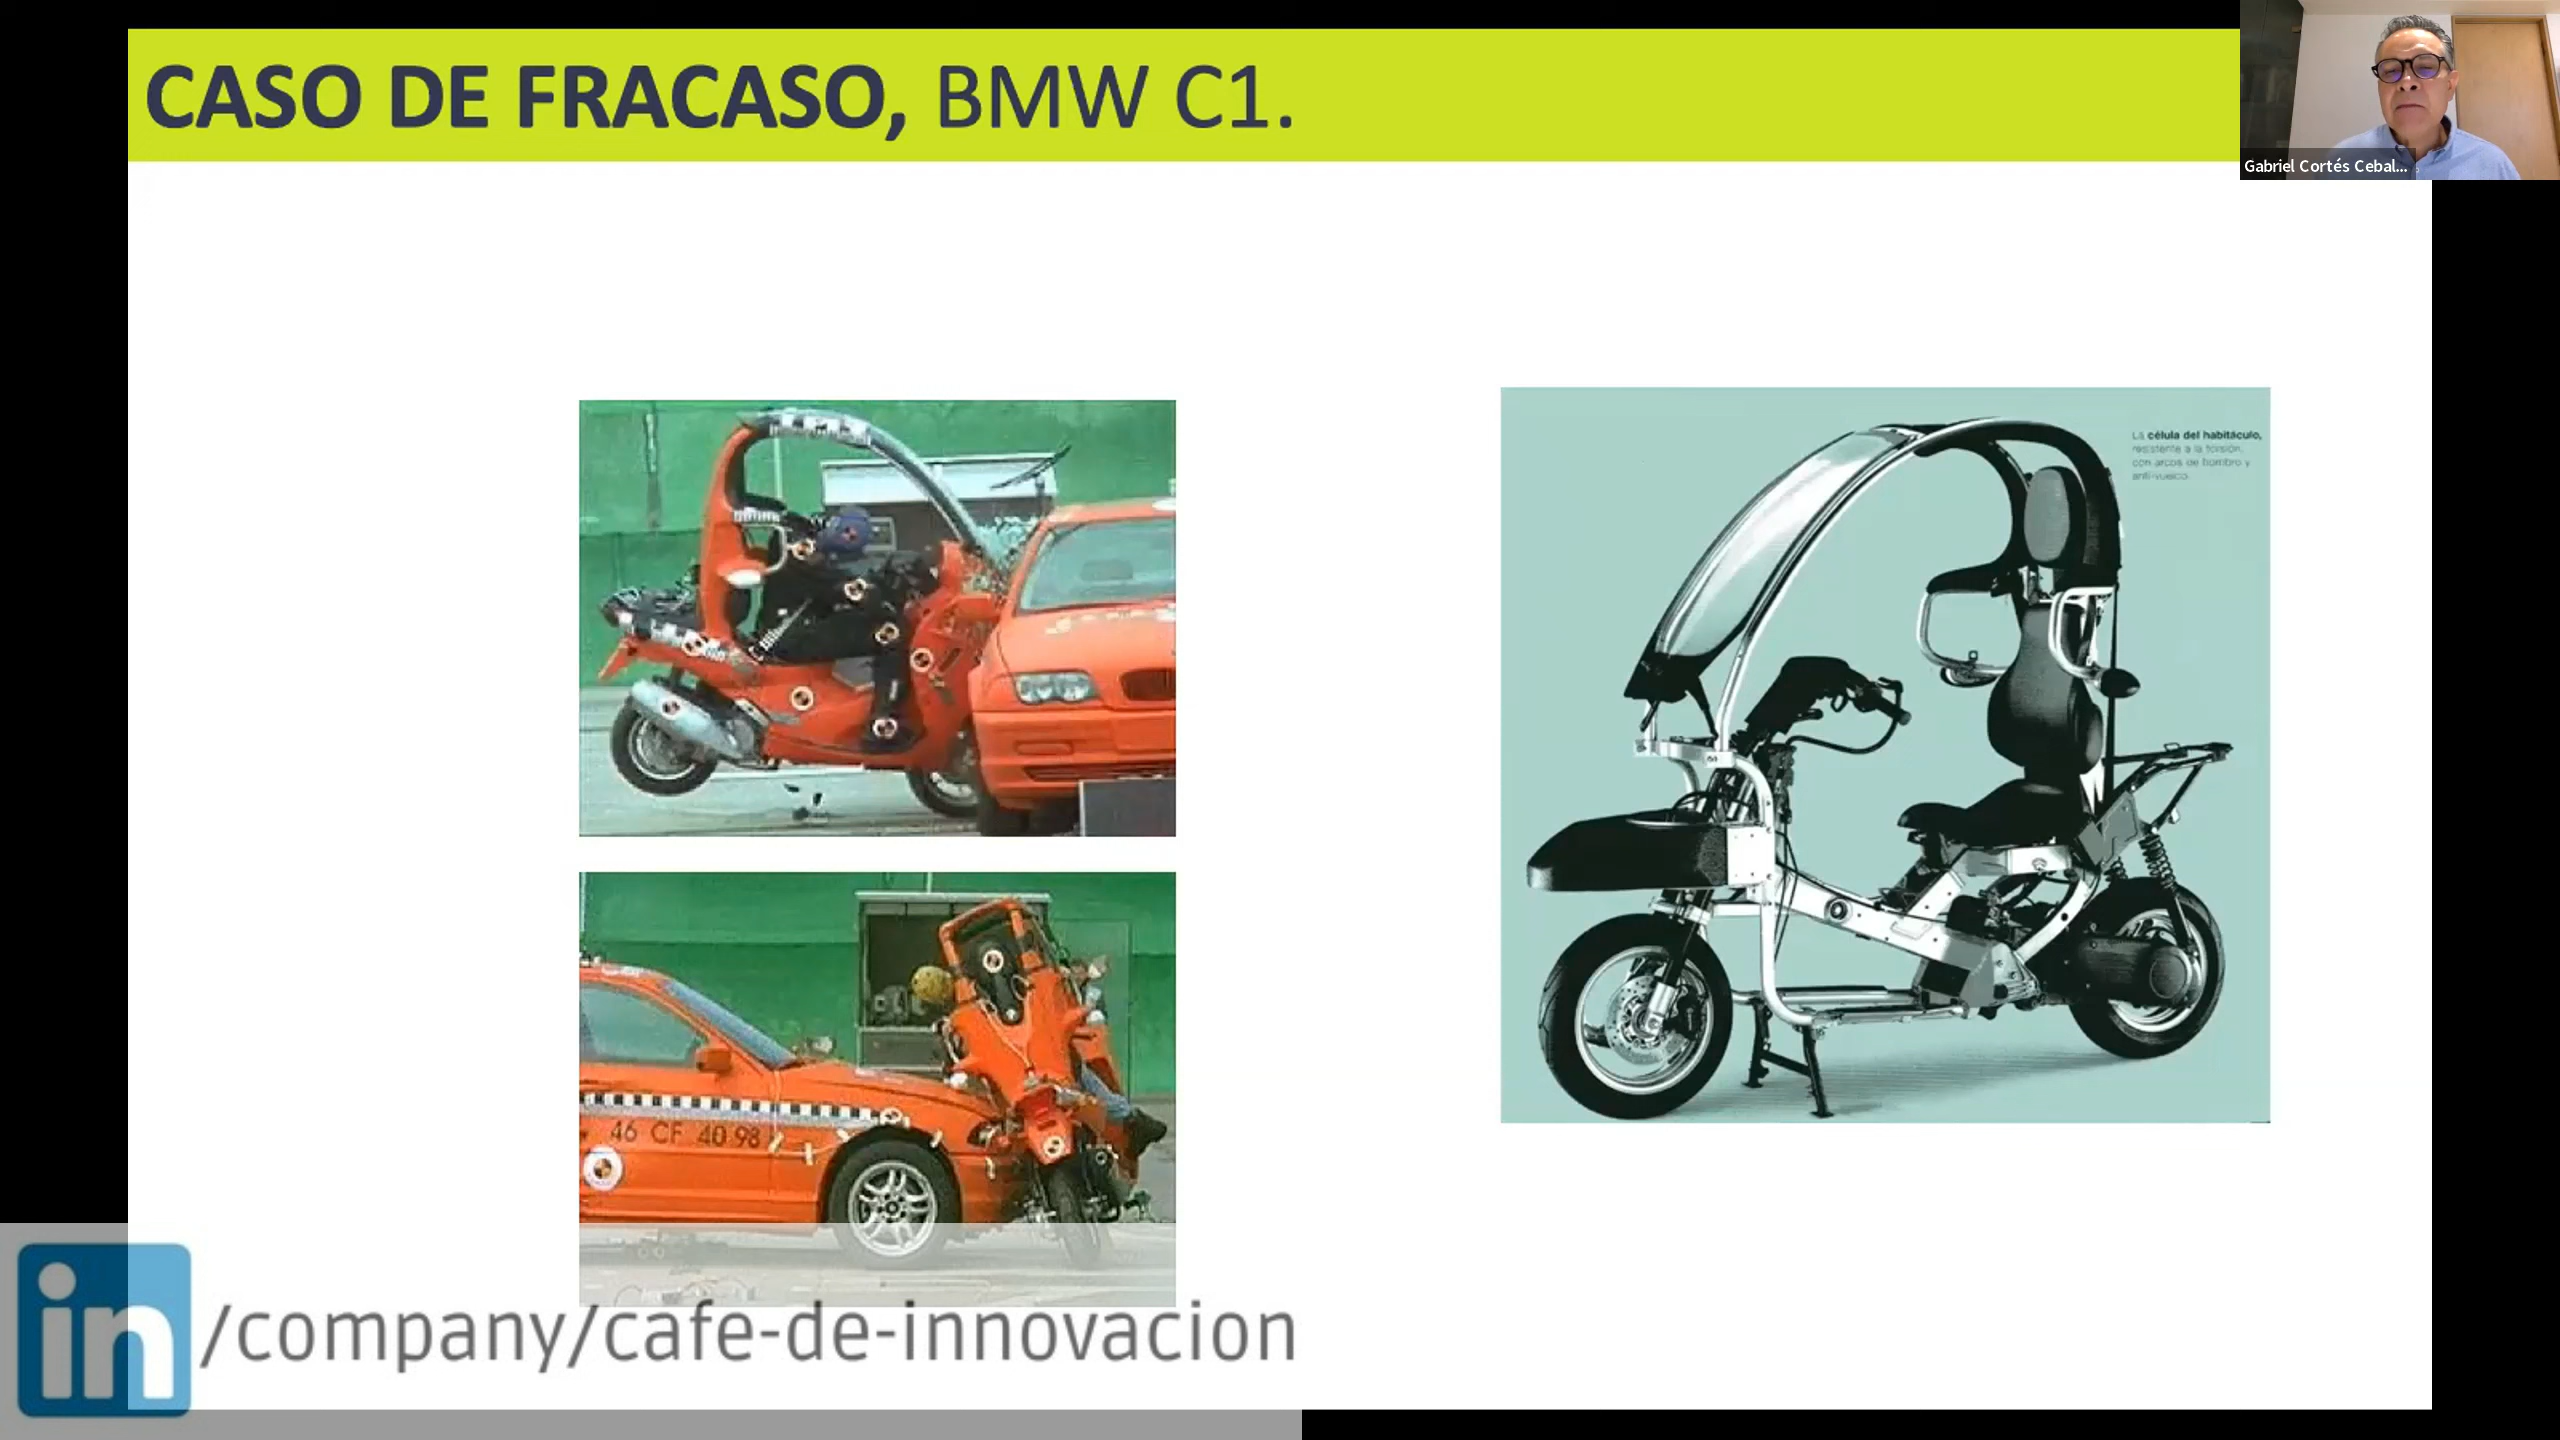 CASO DE FRACASO, BMW C1.
Gabriel Cortés Cebal...
La célula del habitáculo,
resistente a la torsión,
con arcos de hombro y
anti-vuelco.
46 CF 40 98
in
/company/cafe-de-innovacion